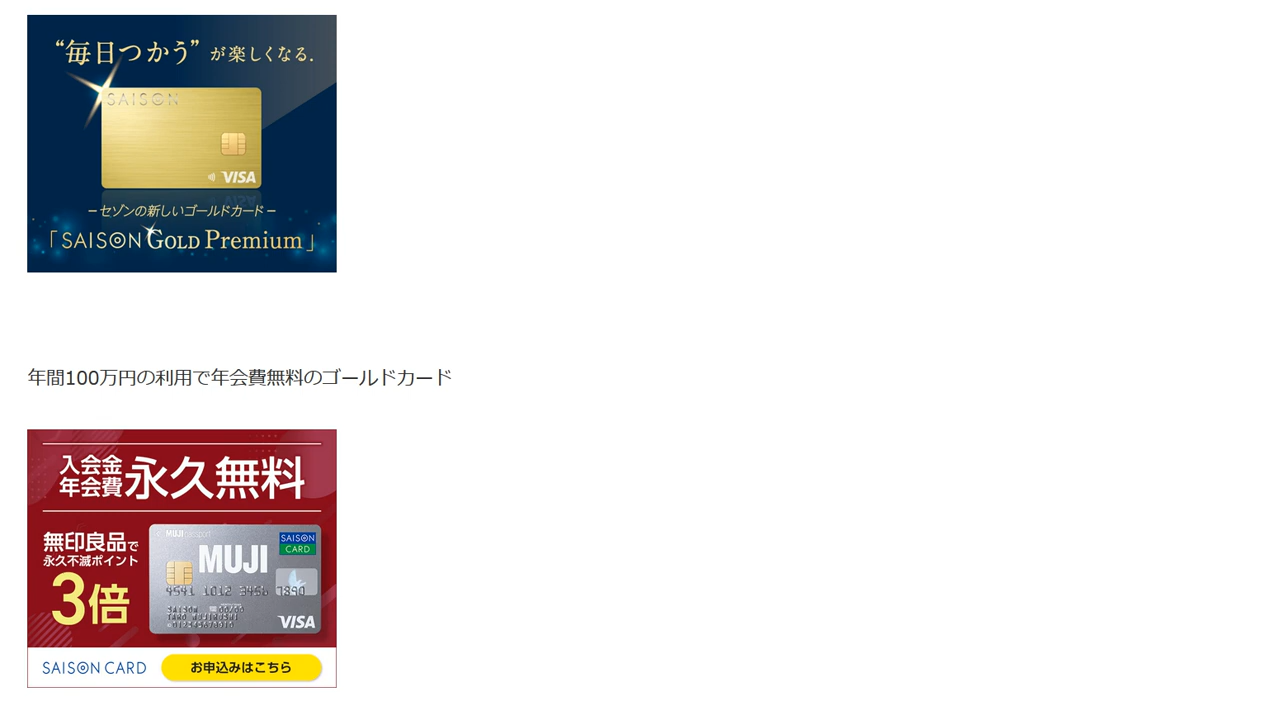 “毎日つかう”が楽しくなる.
SAISON
VISA
−セゾンの新しいゴールドカード−
「SAISON GOLD Premium」
年間100万円の利用で年会費無料のゴールドカード
入会金
年会費
永久無料
無印良品で
永久不滅ポイント
3倍
MUJI
MUJI
SAISON
CARD
4541 1012 3456 7890
VISA
SAISON CARD
お申込みはこちら